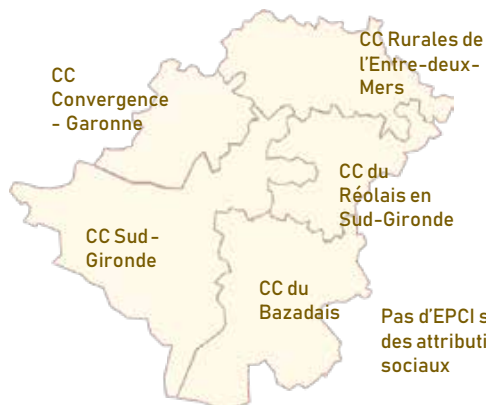 CC Rurales de
l'Entre-deux-
Mers
CC
Convergence
- Garonne
CC du
Réolais en
Sud-Gironde
CC Sud-
Gironde
CC du
Bazadais
Pas d'EPCI s
des attributi
sociaux